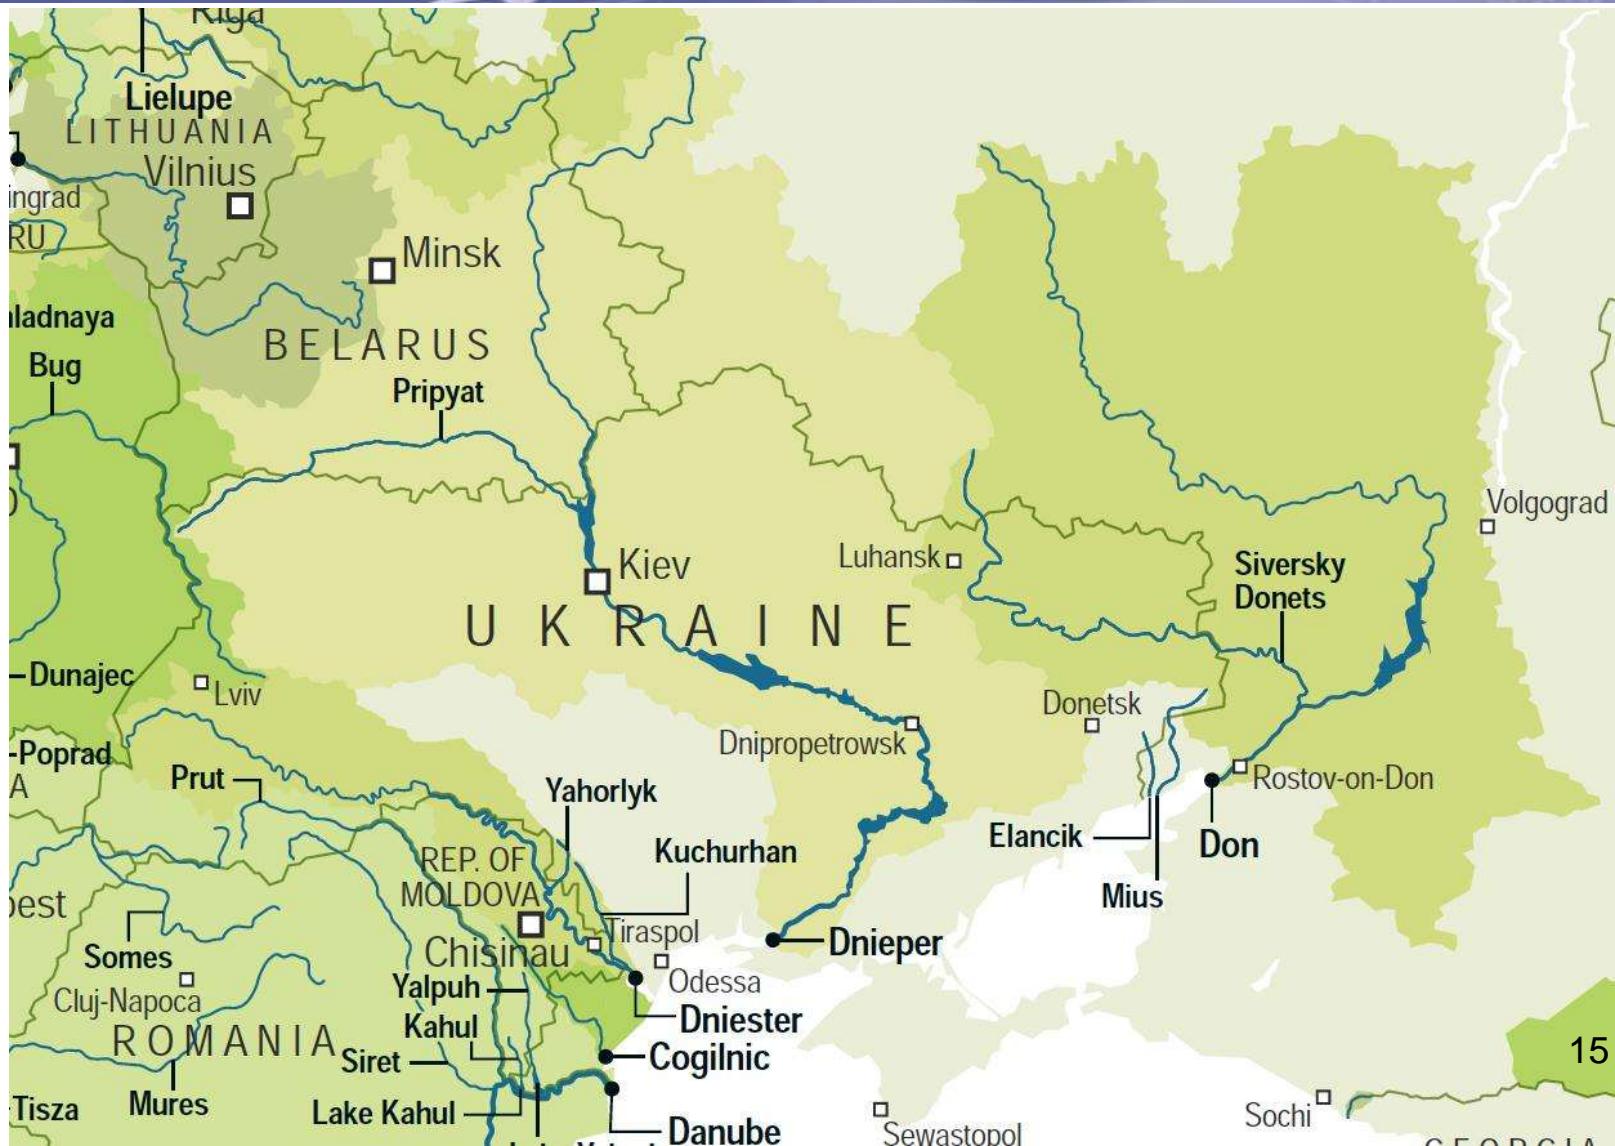 Riga
Lielupe
LITHUANIA
Vilnius
ingrad
RU
Minsk
ladnaya
BELARUS
Bug
Pripyat
Volgograd
Kiev
Luhansk
Siversky
Donets
UKRAINE
Dunajec
Lviv
Donetsk
Poprad
A
Dnipropetrowsk
Prut
Rostov-on-Don
Yahorlyk
Elancik
Don
Kuchurhan
REP. OF
MOLDOVA
Mius
est
Tiraspol
Somes
Chisinau
Dnieper
Odessa
Yalpuh
Cluj-Napoca
Dniester
Kahul
ROMANIA
Siret
Cogilnic
15
Mures
Tisza
Lake Kahul
Danube
Sewastopol
Sochi